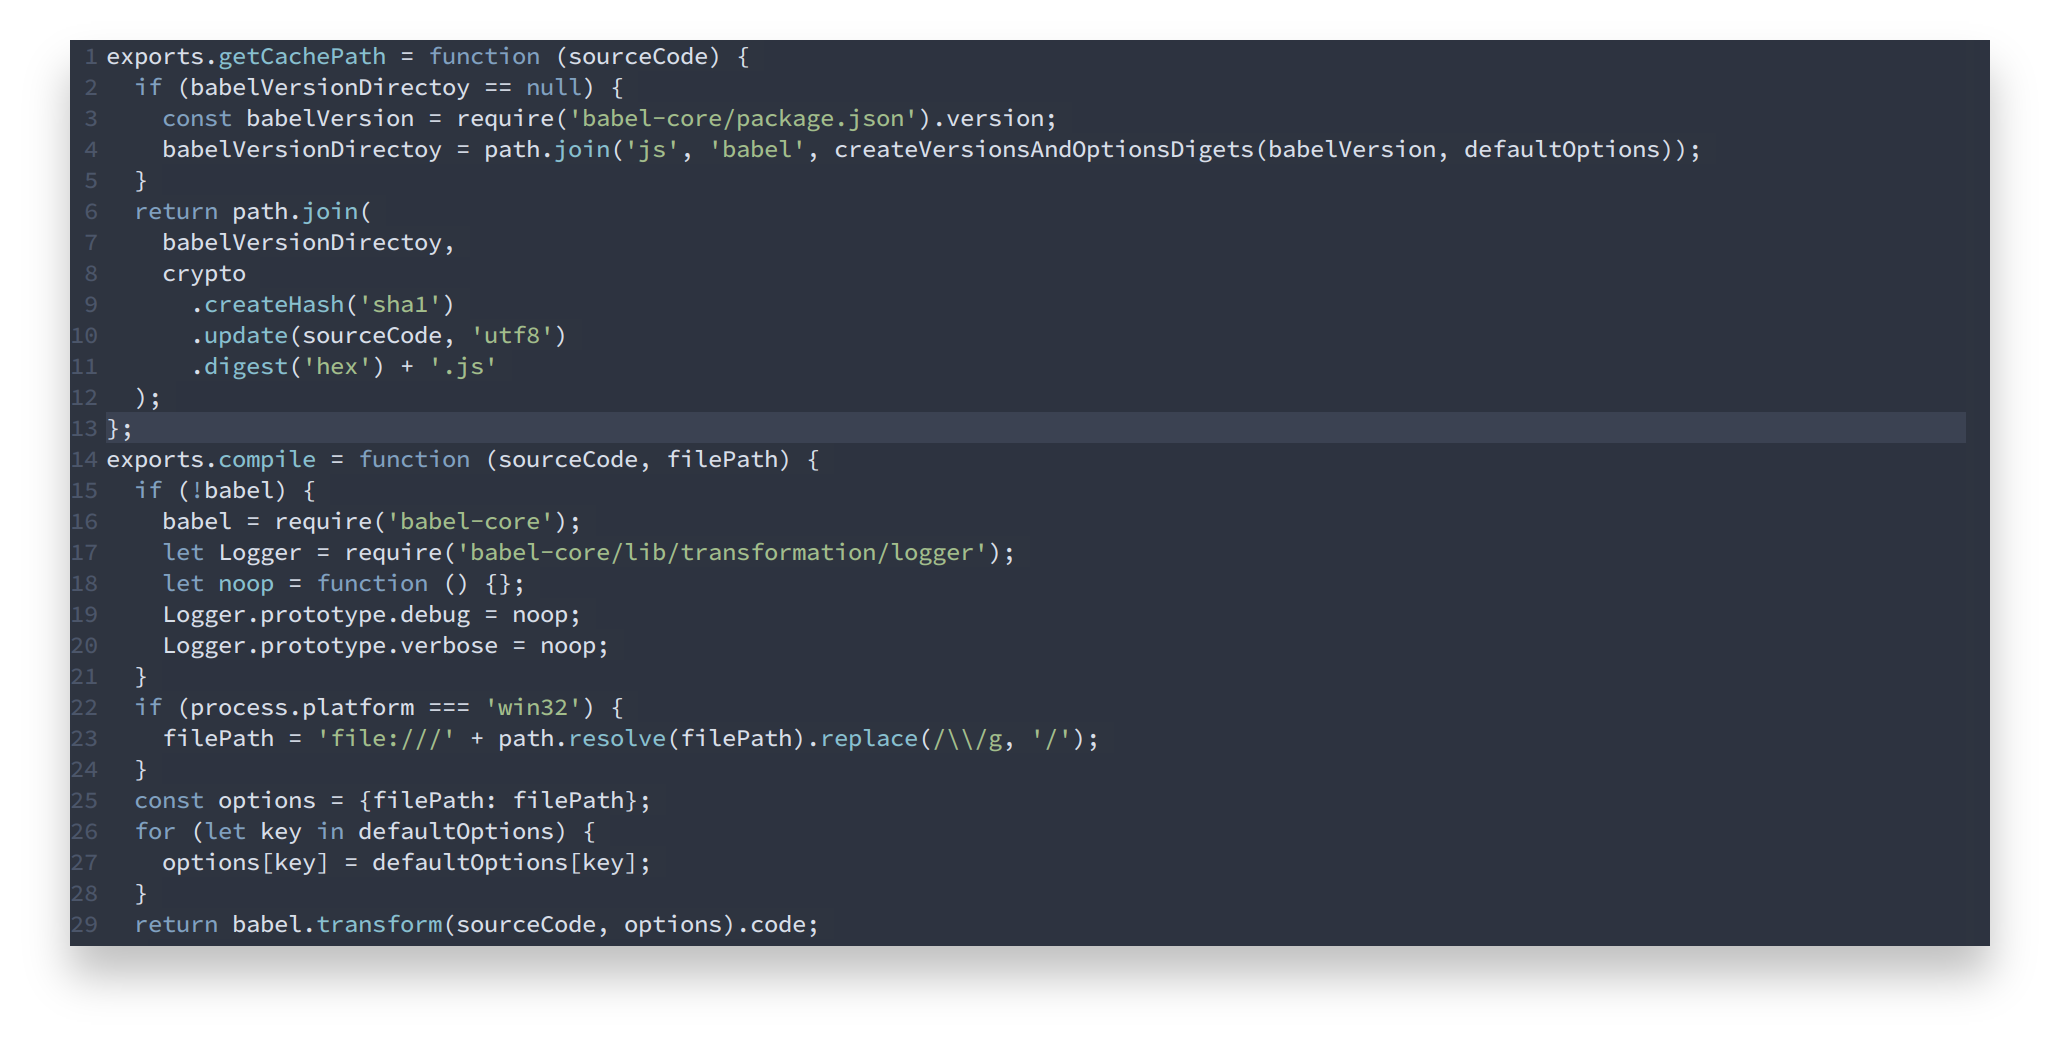 1 exports.getCachePath = function (sourceCode) {
2   if (babelVersionDirectoy == null) {
3     const babelVersion = require('babel-core/package.json').version;
4     babelVersionDirectoy = path.join('js', 'babel', createVersionsAndOptionsDigets(babelVersion, defaultOptions));
5   }
6   return path.join(
7     babelVersionDirectoy,
8     crypto
9       .createHash('sha1')
10       .update(sourceCode, 'utf8')
11       .digest('hex') + '.js'
12   );
13 };
14 exports.compile = function (sourceCode, filePath) {
15   if (!babel) {
16     babel = require('babel-core');
17     let Logger = require('babel-core/lib/transformation/logger');
18     let noop = function () {};
19     Logger.prototype.debug = noop;
20     Logger.prototype.verbose = noop;
21   }
22   if (process.platform === 'win32') {
23     filePath = 'file:///' + path.resolve(filePath).replace(/\\/g, '/');
24   }
25   const options = {filePath: filePath};
26   for (let key in defaultOptions) {
27     options[key] = defaultOptions[key];
28   }
29   return babel.transform(sourceCode, options).code;